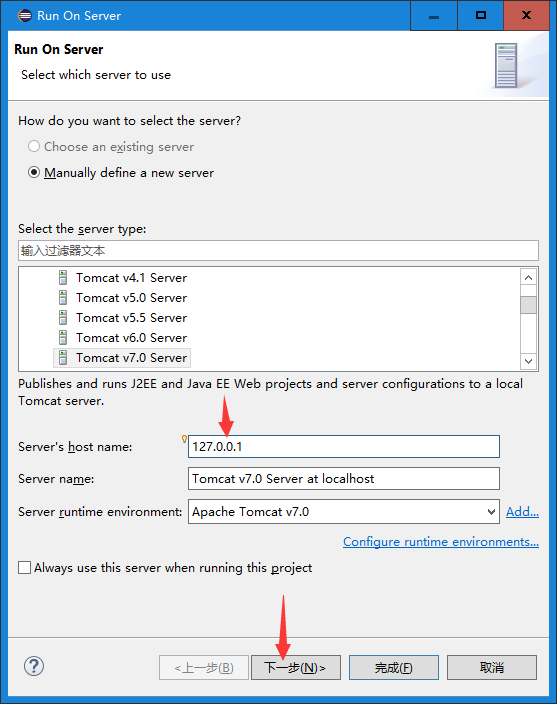 Run On Server
Run On Server
Select which server to use
How do you want to select the server?
Choose an existing server
Manually define a new server
Select the server type:
输入过滤器文本
Tomcat v4.1 Server
Tomcat v5.0 Server
Tomcat v5.5 Server
Tomcat v6.0 Server
Tomcat v7.0 Server
Publishes and runs J2EE and Java EE Web projects and server configurations to a local
Tomcat server.
Server's host name: 127.0.0.1
Server name: Tomcat v7.0 Server at localhost
Server runtime environment: Apache Tomcat v7.0 Add...
Configure runtime environments...
Always use this server when running this project
? <上一步(B) 下一步(N)> 完成(F) 取消